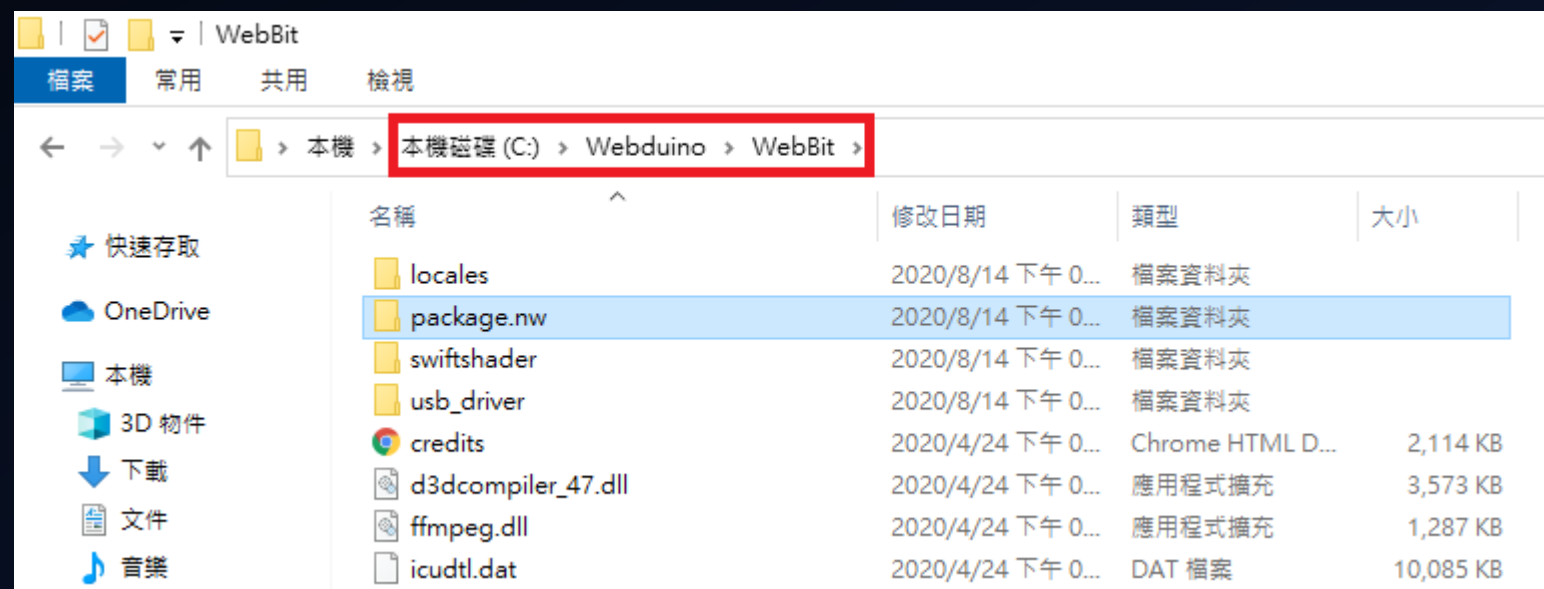 WebBit
檔案 常用 共用 檢視
本機 本機磁碟 (C:) Webduino WebBit
名稱 修改日期 類型 大小
快速存取
OneDrive
本機
3D 物件
下載
文件
音樂
locales 2020/8/14 下午 0... 檔案資料夾
package.nw 2020/8/14 下午 0... 檔案資料夾
swiftshader 2020/8/14 下午 0... 檔案資料夾
usb_driver 2020/8/14 下午 0... 檔案資料夾
credits 2020/4/24 下午 0... Chrome HTML D... 2,114 KB
d3dcompiler_47.dll 2020/4/24 下午 0... 應用程式擴充 3,573 KB
ffmpeg.dll 2020/4/24 下午 0... 應用程式擴充 1,287 KB
icudtl.dat 2020/4/24 下午 0... DAT 檔案 10,085 KB